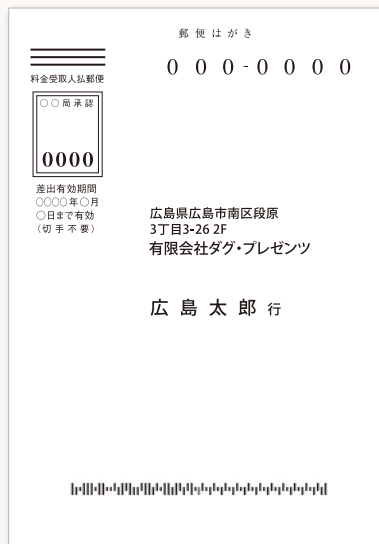 郵便はがき
０００-００００
料金受取人払郵便
○○局承認
0000
差出有効期間
○○○○年○月
○日まで有効
（切手不要）
広島県広島市南区段原
3丁目3-26 2F
有限会社ダグ・プレゼンツ
広島太郎 行